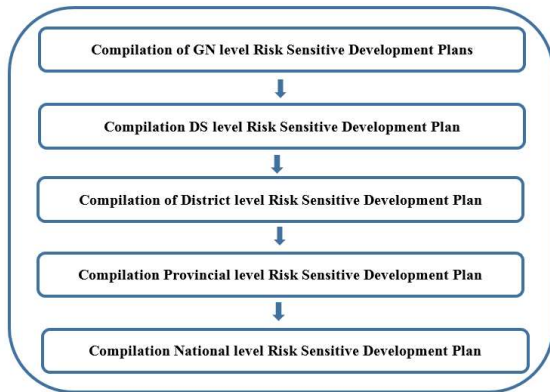 Compilation of GN level Risk Sensitive Development Plans
Compilation DS level Risk Sensitive Development Plan
Compilation of District level Risk Sensitive Development Plan
Compilation Provincial level Risk Sensitive Development Plan
Compilation National level Risk Sensitive Development Plan